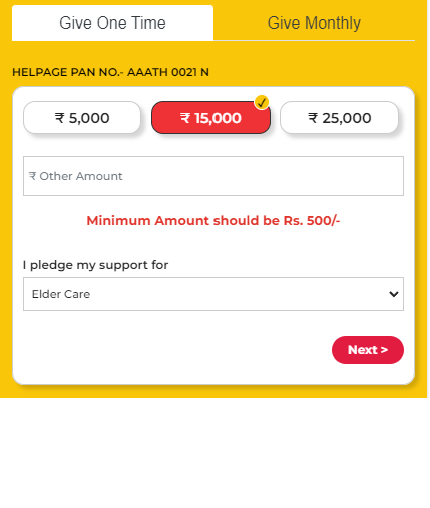 Give One Time Give Monthly
HELPAGE PAN NO.- AAATH 0021 N
₹ 5,000 ₹ 15,000 ₹ 25,000
₹ Other Amount
Minimum Amount should be Rs. 500/-
I pledge my support for
Elder Care
Next >